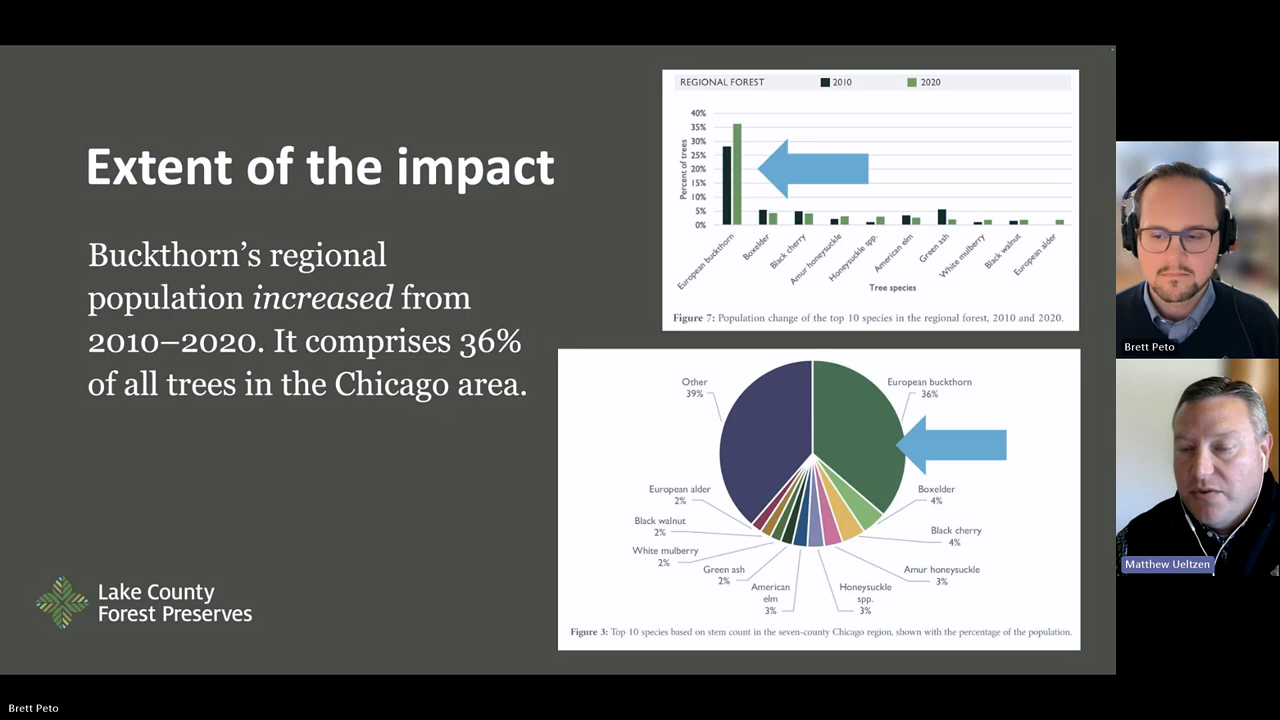 Extent of the impact
Buckthorn’s regional
population increased from
2010–2020. It comprises 36%
of all trees in the Chicago area.
Lake County
Forest Preserves
REGIONAL FOREST
2010
2020
40%
35%
30%
25%
20%
15%
10%
5%
0%
Percent of trees
European buckthorn
Boxelder
Black cherry
Amur honeysuckle
Honeysuckle spp.
American elm
Green ash
White mulberry
Black walnut
European alder
Tree species
Figure 7: Population change of the top 10 species in the regional forest, 2010 and 2020.
Other
39%
European buckthorn
36%
European alder
2%
Boxelder
4%
Black walnut
2%
Black cherry
4%
White mulberry
2%
Green ash
2%
Amur honeysuckle
3%
American
elm
3%
Honeysuckle
spp.
3%
Figure 3: Top 10 species based on stem count in the seven-county Chicago region, shown with the percentage of the population.
Brett Peto
Matthew Ueltzen
Brett Peto